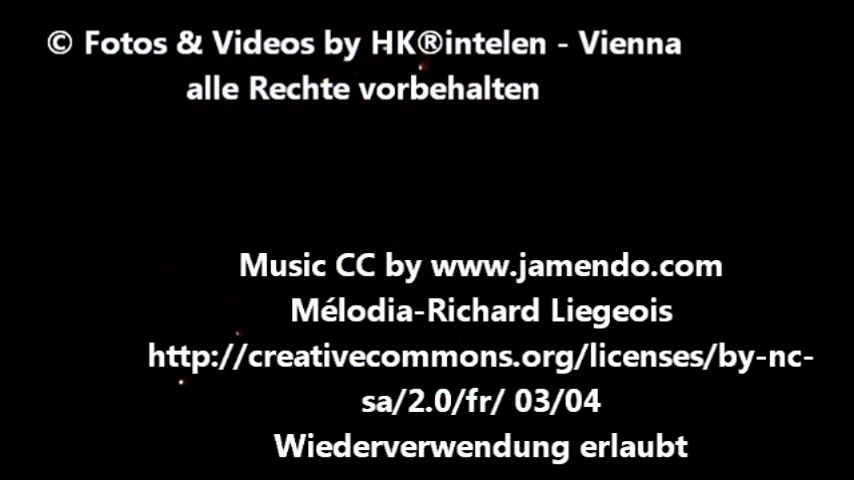 © Fotos & Videos by HK®intelen - Vienna
alle Rechte vorbehalten
Music CC by www.jamendo.com
Mélodia-Richard Liegeois
http://creativecommons.org/licenses/by-nc-
sa/2.0/fr/ 03/04
Wiederverwendung erlaubt